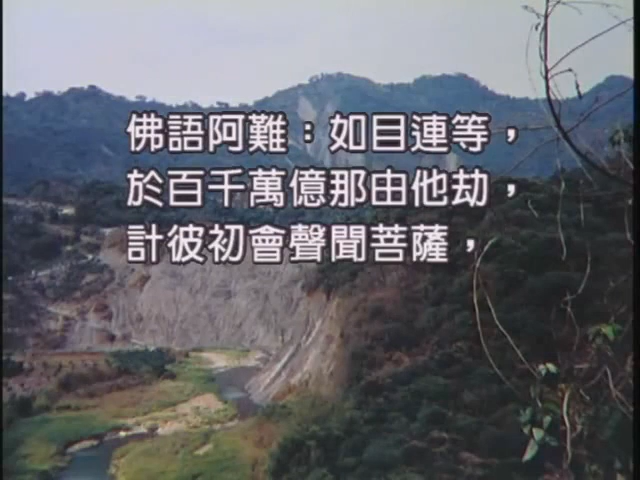 佛語阿難：如目連等，
於百千萬億那由他劫，
計彼初會聲聞菩薩，